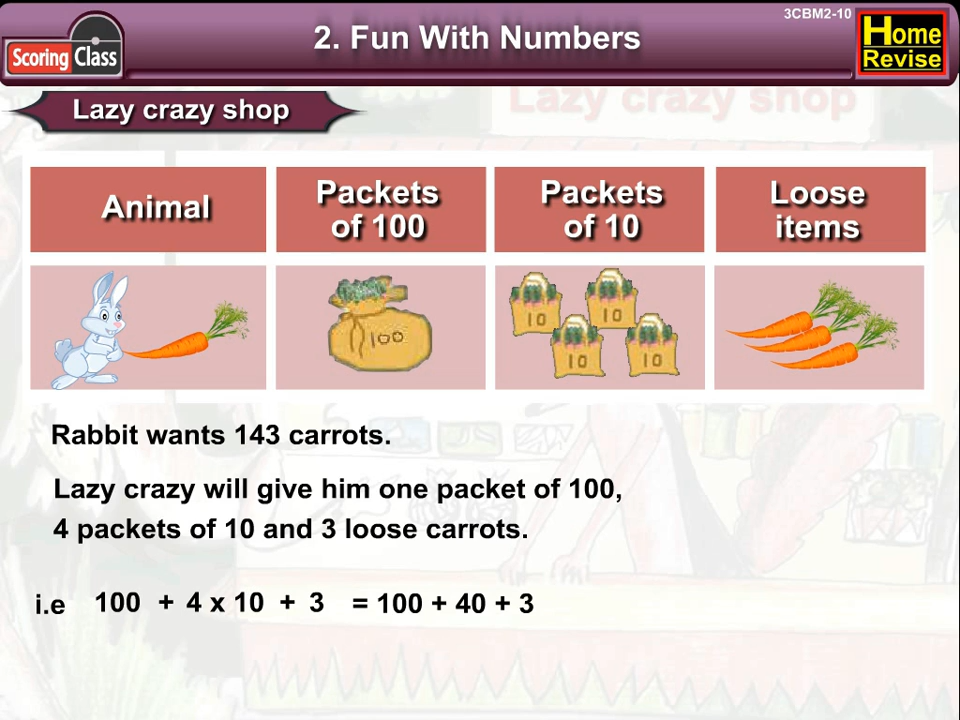 3CBM2-10
Scoring Class
2. Fun With Numbers
Home
Revise
Lazy crazy shop
Lazy crazy shop
Animal
Packets
of 100
Packets
of 10
Loose
items
100
10
10
10
10
Rabbit wants 143 carrots.
Lazy crazy will give him one packet of 100,
4 packets of 10 and 3 loose carrots.
i.e 100 + 4 x 10 + 3 = 100 + 40 + 3